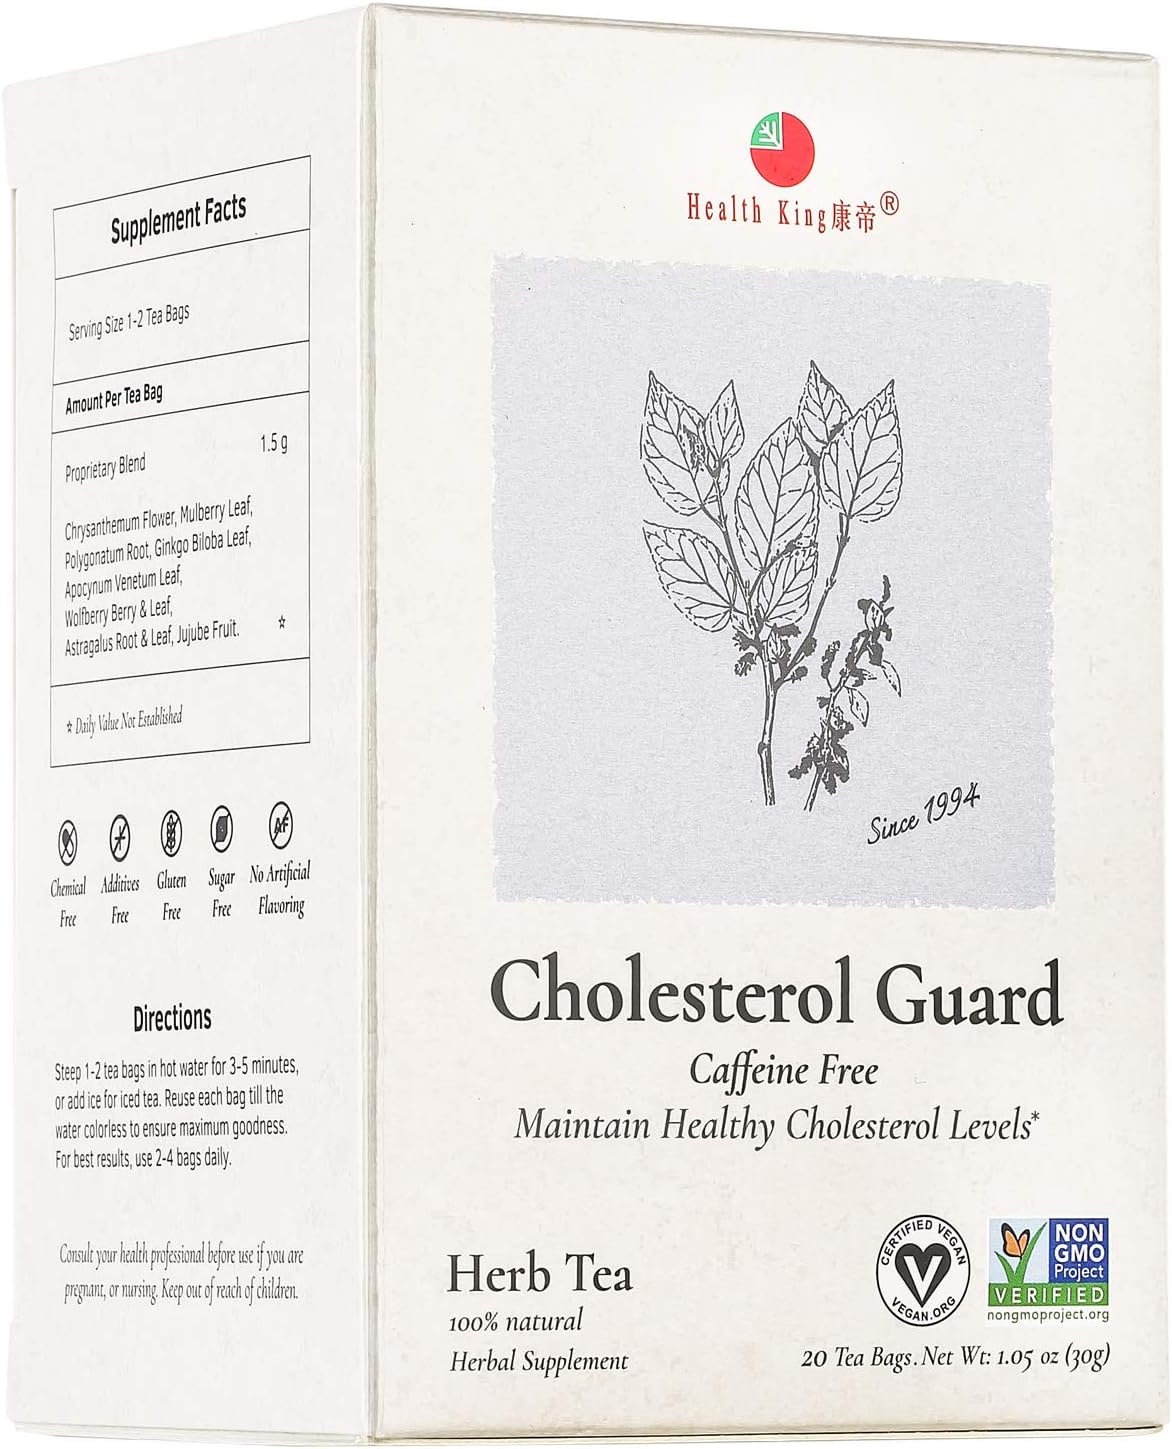 Supplement Facts
Serving Size 1-2 Tea Bags
Amount Per Tea Bag
1.5 g
Proprietary Blend
Chrysanthemum Flower, Mulberry Leaf,
Polygonatum Root, Ginkgo Biloba Leaf,
Apocynum Venetum Leaf,
Wolfberry Berry & Leaf,
Astragalus Root & Leaf, Jujube Fruit. ☆
☆ Daily Value Not Established
Chemical Free
Additives Free
Gluten Free
Sugar Free
AF
No Artificial Flavoring
Directions
Steep 1-2 tea bags in hot water for 3-5 minutes,
or add ice for iced tea. Reuse each bag till the
water colorless to ensure maximum goodness.
For best results, use 2-4 bags daily.
Consult your health professional before use if you are
pregnant, or nursing. Keep out of reach of children.
Health King康帝®
Since 1994
Cholesterol Guard
Caffeine Free
Maintain Healthy Cholesterol Levels*
Herb Tea
100% natural
Herbal Supplement
CERTIFIED VEGAN
V
VEGAN.ORG
NON
GMO
Project
VERIFIED
nongmoproject.org
20 Tea Bags. Net Wt: 1.05 oz (30g)